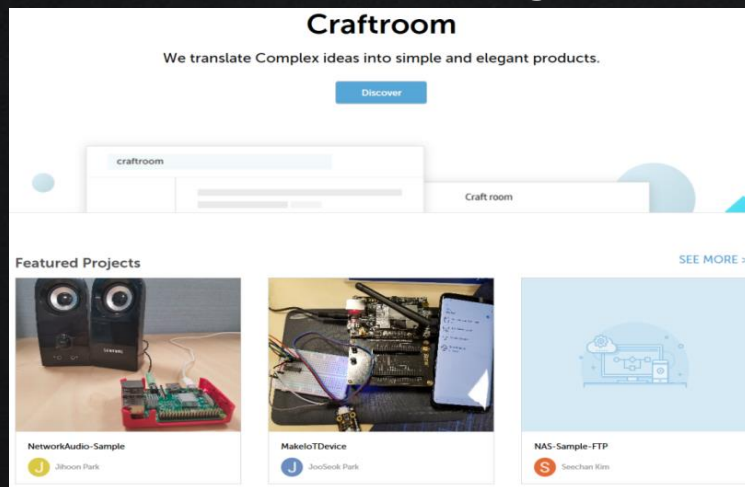 Craftroom
We translate Complex ideas into simple and elegant products.
Discover
craftroom
Craft room
Featured Projects
SEE MORE >
SAMSUNG
NetworkAudio-Sample
MakeIoTDevice
NAS-Sample-FTP
J Jihoon Park
J JooSeok Park
S Seechan Kim